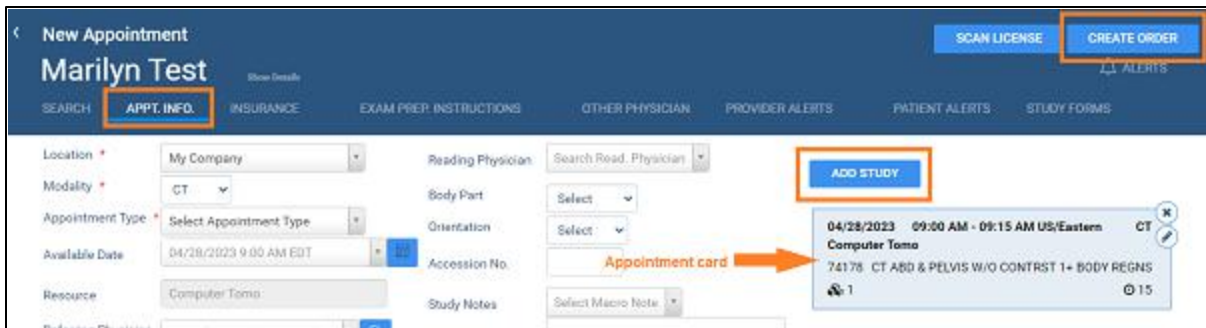 New Appointment
SCAN LICENSE
CREATE ORDER
Marilyn Test
Show Details
ALERTS
SEARCH
APPT. INFO.
INSURANCE
EXAM PREP. INSTRUCTIONS
OTHER PHYSICIAN
PROVIDER ALERTS
PATIENT ALERTS
STUDY FORMS
Location *
My Company
Reading Physician
Search Read. Physician
ADD STUDY
Modality *
CT
Body Part
Select
Appointment Type *
Select Appointment Type
Orientation
Select
04/28/2023 09:00 AM - 09:15 AM US/Eastern CT
Computer Tomo
Available Date
04/28/2023 9:00 AM EDT
Accession No.
Appointment card
74178 CT ABD & PELVIS W/O CONTRST 1+ BODY REGNS
1
15
Resource
Computer Tomo
Study Notes
Select Macro Note